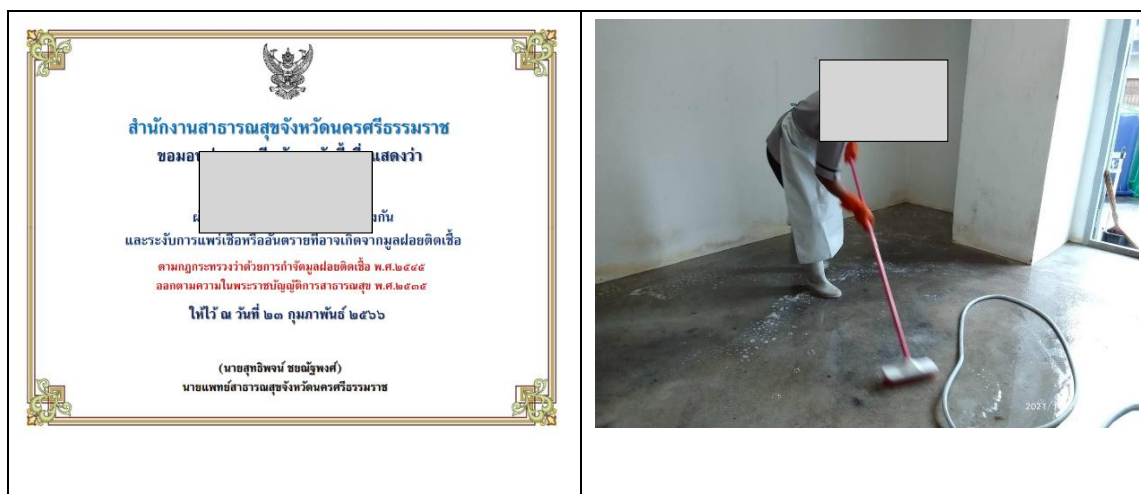 สำนักงานสาธารณสุขจังหวัดนครศรีธรรมราช
แสดงว่า
และระงับการแพร่เชื้อหรืออันตรายที่อาจเกิดจากมูลฝอยติดเชื้อ
ตามกฎกระทรวงว่าด้วยการกำจัดมูลฝอยติดเชื้อ พ.ศ.๒๕๔๕
ออกตามความในพระราชบัญญัติการสาธารณสุข พ.ศ.๒๕๓๕
ให้ไว้ ณ วันที่ ๒๓ กุมภาพันธ์ ๒๕๖๖
(นายสุทธิพจน์ ชยณัฐพงศ์)
นายแพทย์สาธารณสุขจังหวัดนครศรีธรรมราช
2021/